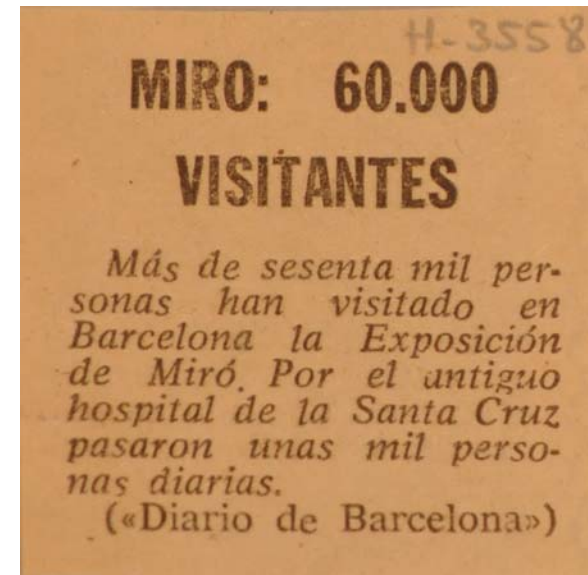 H-3558
MIRO: 60.000
VISITANTES
Más de sesenta mil per-
sonas han visitado en
Barcelona la Exposición
de Miró. Por el antiguo
hospital de la Santa Cruz
pasaron unas mil perso-
nas diarias.
(«Diario de Barcelona»)